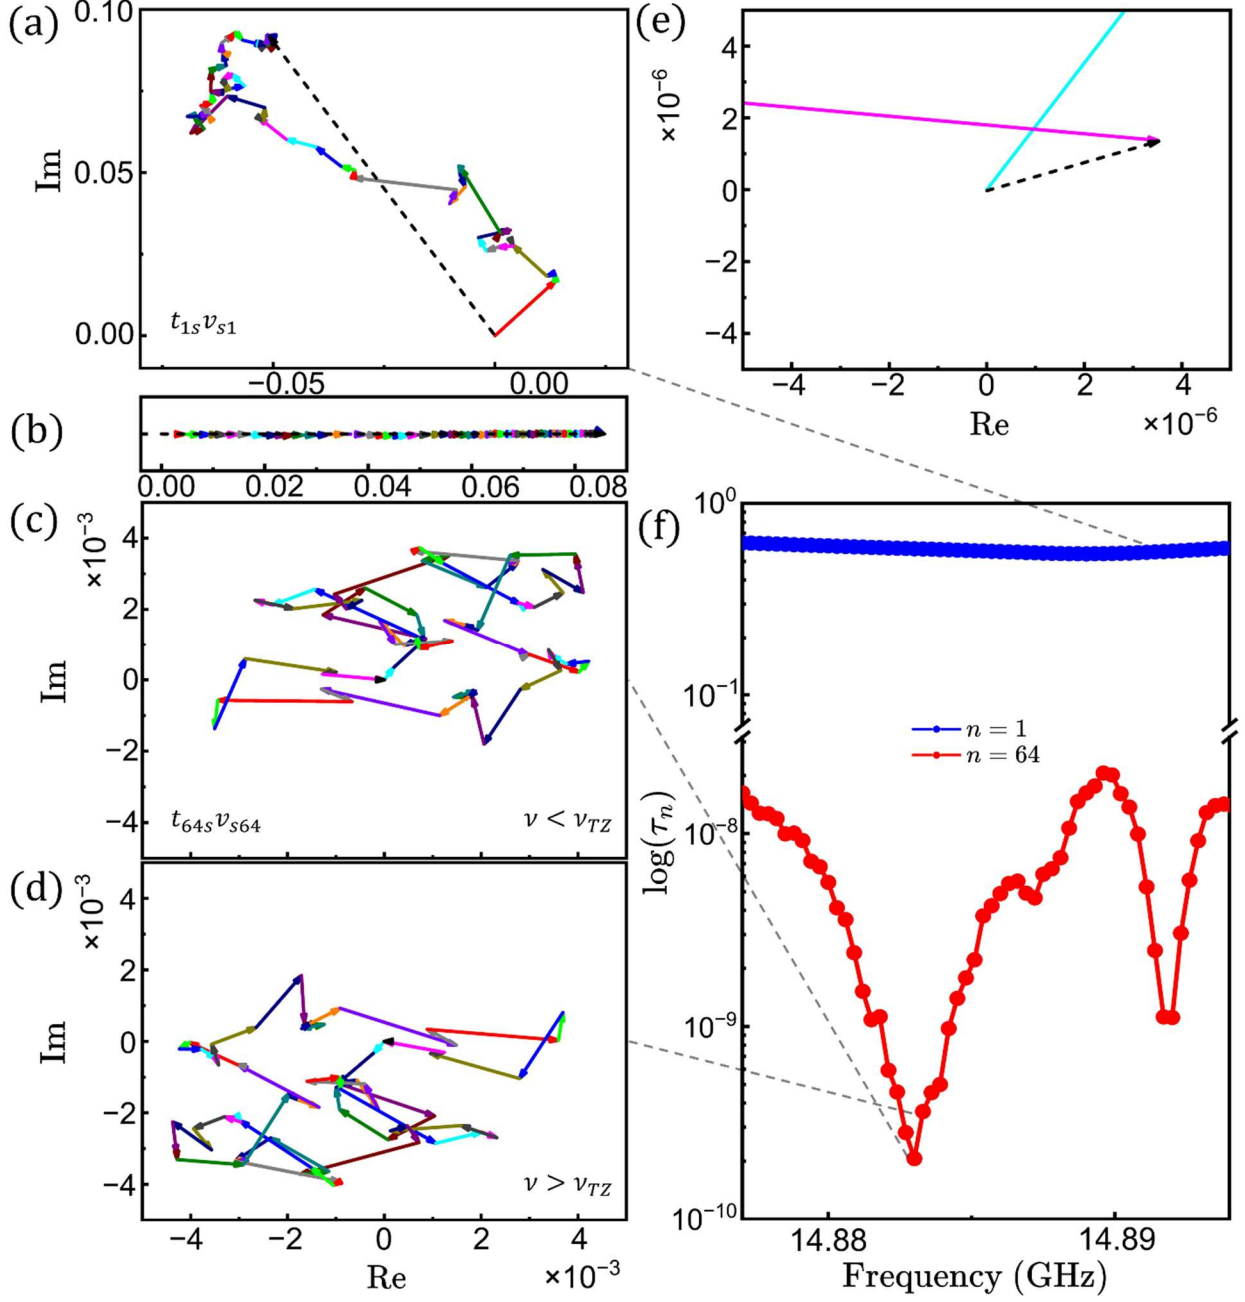 (a)
0.10
0.05
0.00
Im
t₁ₛvₛ₁
−0.05
0.00
(b)
0.00
0.02
0.04
0.06
0.08
(c)
×10⁻³
4
2
0
−2
−4
Im
t₆₄ₛvₛ₆₄
ν < ν_TZ
(d)
×10⁻³
4
2
0
−2
−4
Im
ν > ν_TZ
−4
−2
0
2
4
Re
×10⁻³
(e)
×10⁻⁶
4
2
0
−2
−4
−4
−2
0
2
4
Re
×10⁻⁶
(f)
10⁰
10⁻¹
10⁻⁸
10⁻⁹
10⁻¹⁰
log(τₙ)
n = 1
n = 64
14.88
14.89
Frequency (GHz)